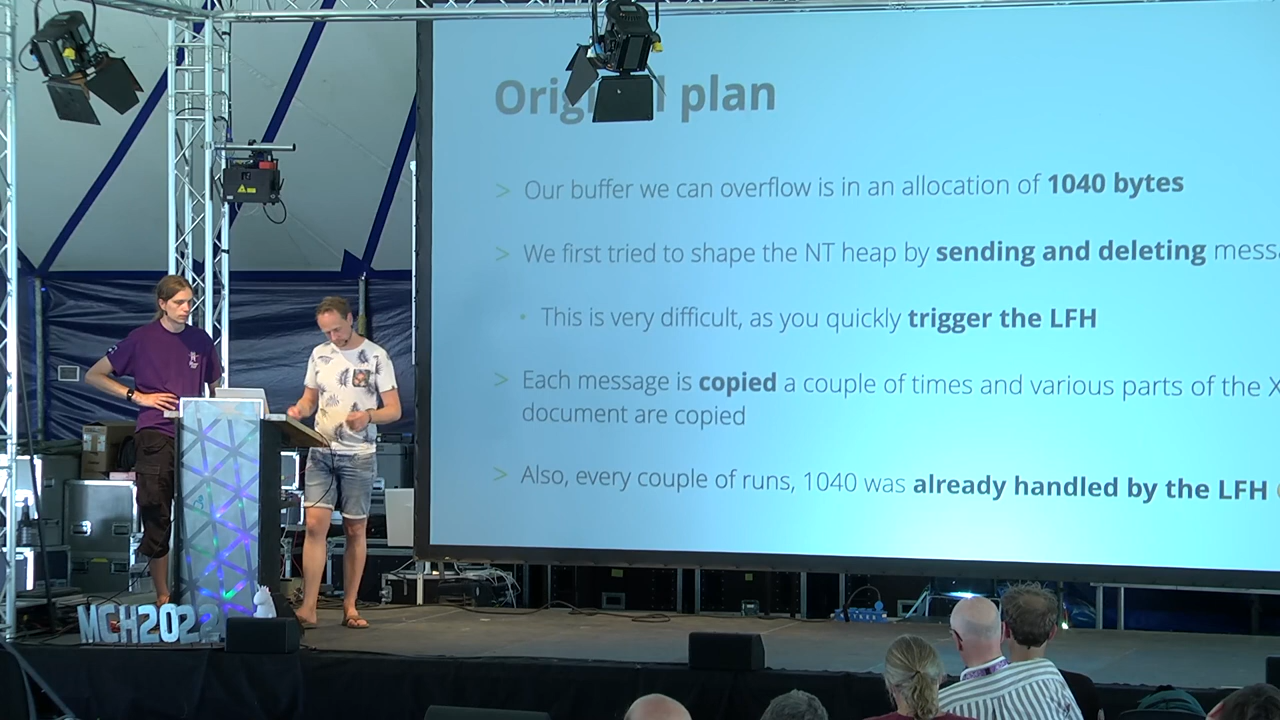 plan
> Our buffer we can overflow is in an allocation of 1040 bytes
> We first tried to shape the NT heap by sending and deleting
• This is very difficult, as you quickly trigger the LFH
> Each message is copied a couple of times and various parts of the
document are copied
> Also, every couple of runs, 1040 was already handled by the LFH
MCH2022